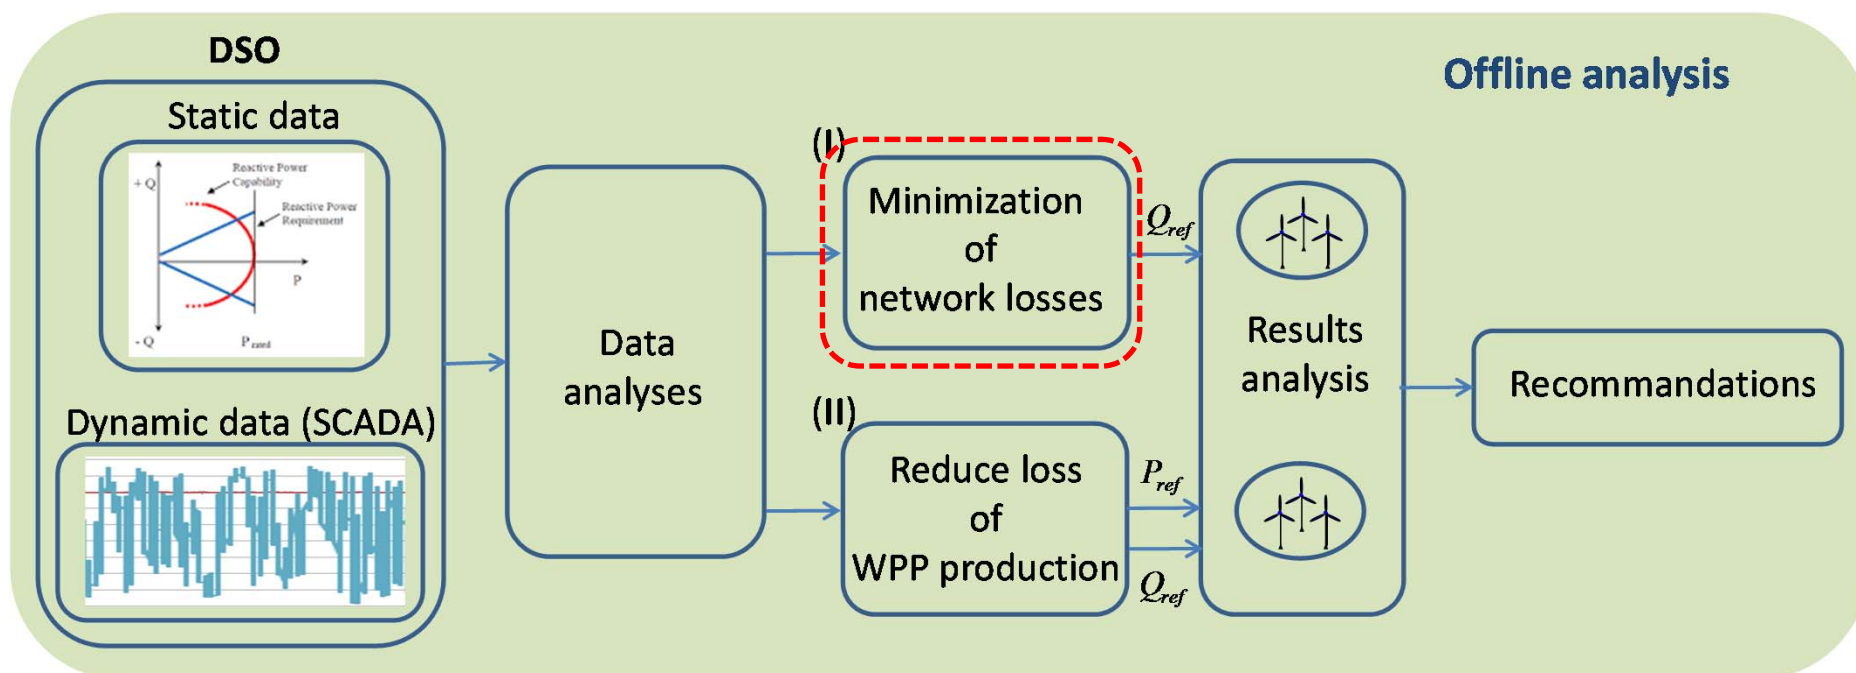 DSO
Offline analysis
Static data
Reactive Power
Capability
+ Q
Reactive Power
Requirement
P
- Q
P rated
Dynamic data (SCADA)
Data
analyses
(I)
Minimization
of
network losses
Qref
(II)
Reduce loss
of
WPP production
Pref
Qref
Results
analysis
Recommandations